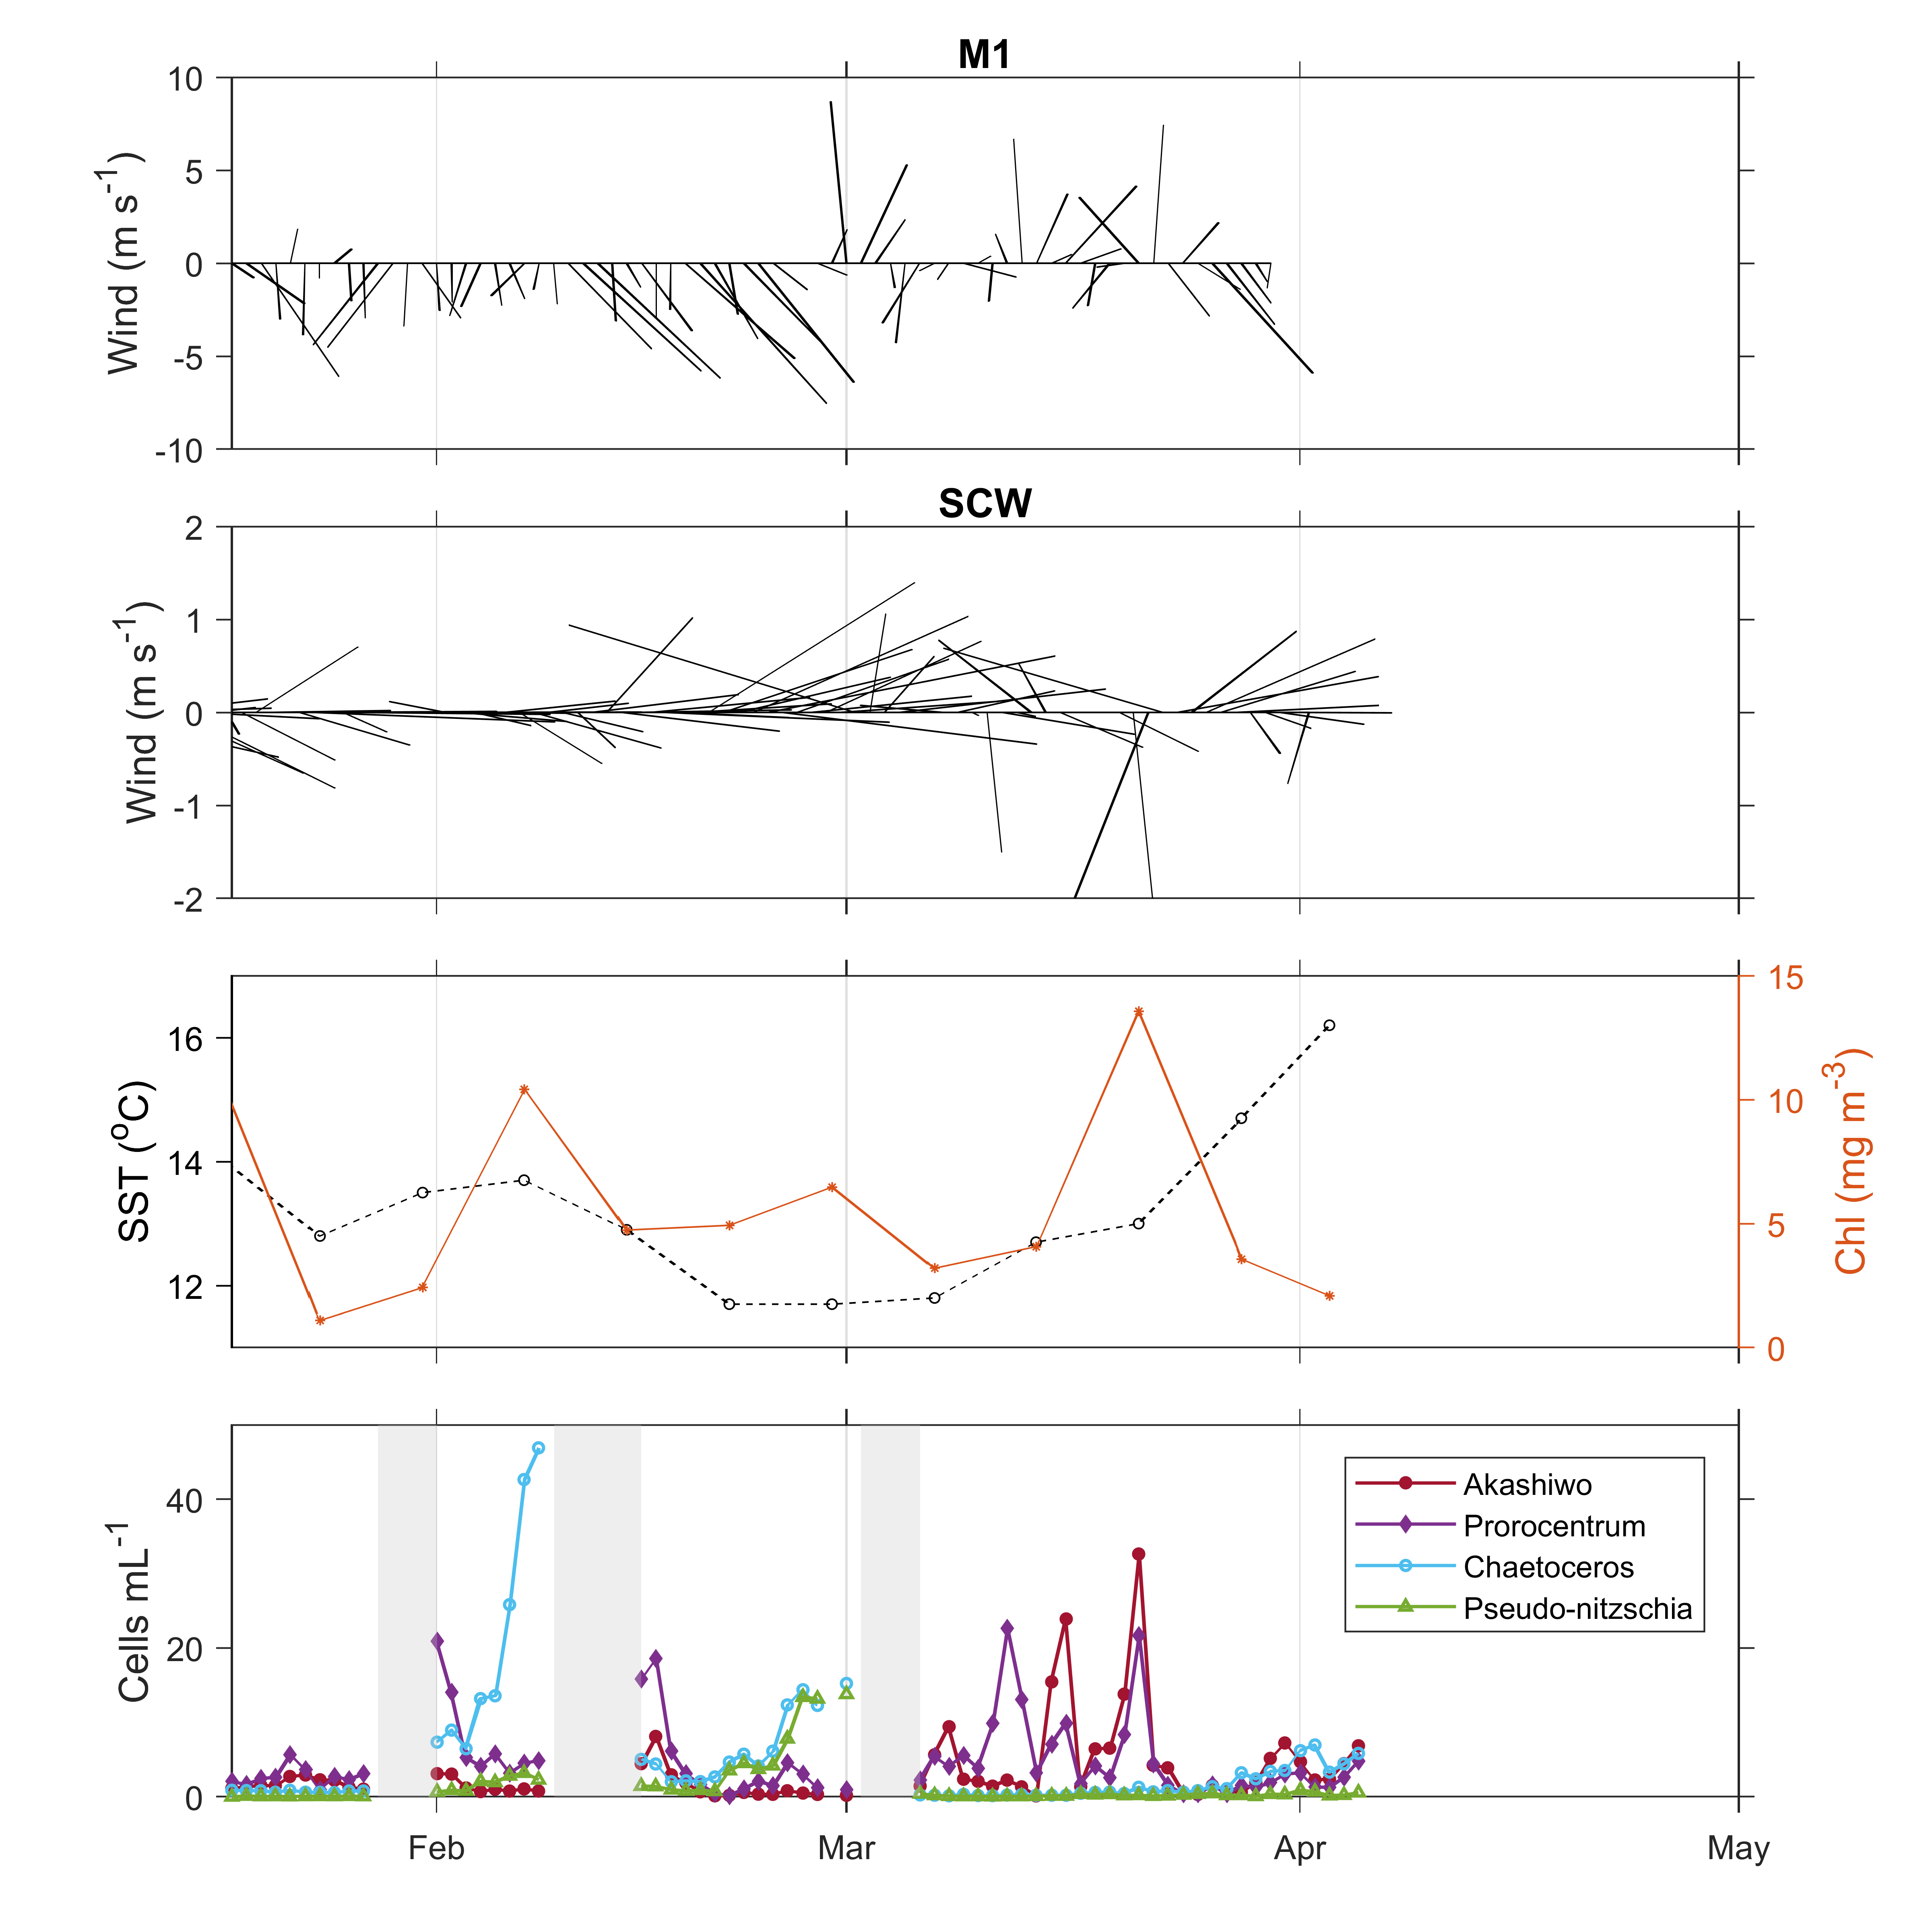 M1
10
5
0
-5
-10
Wind (m s-1)
SCW
2
1
0
-1
-2
Wind (m s-1)
16
14
12
SST (oC)
15
10
5
0
Chl (mg m-3)
40
20
0
Cells mL-1
Akashiwo
Prorocentrum
Chaetoceros
Pseudo-nitzschia
Feb Mar Apr May